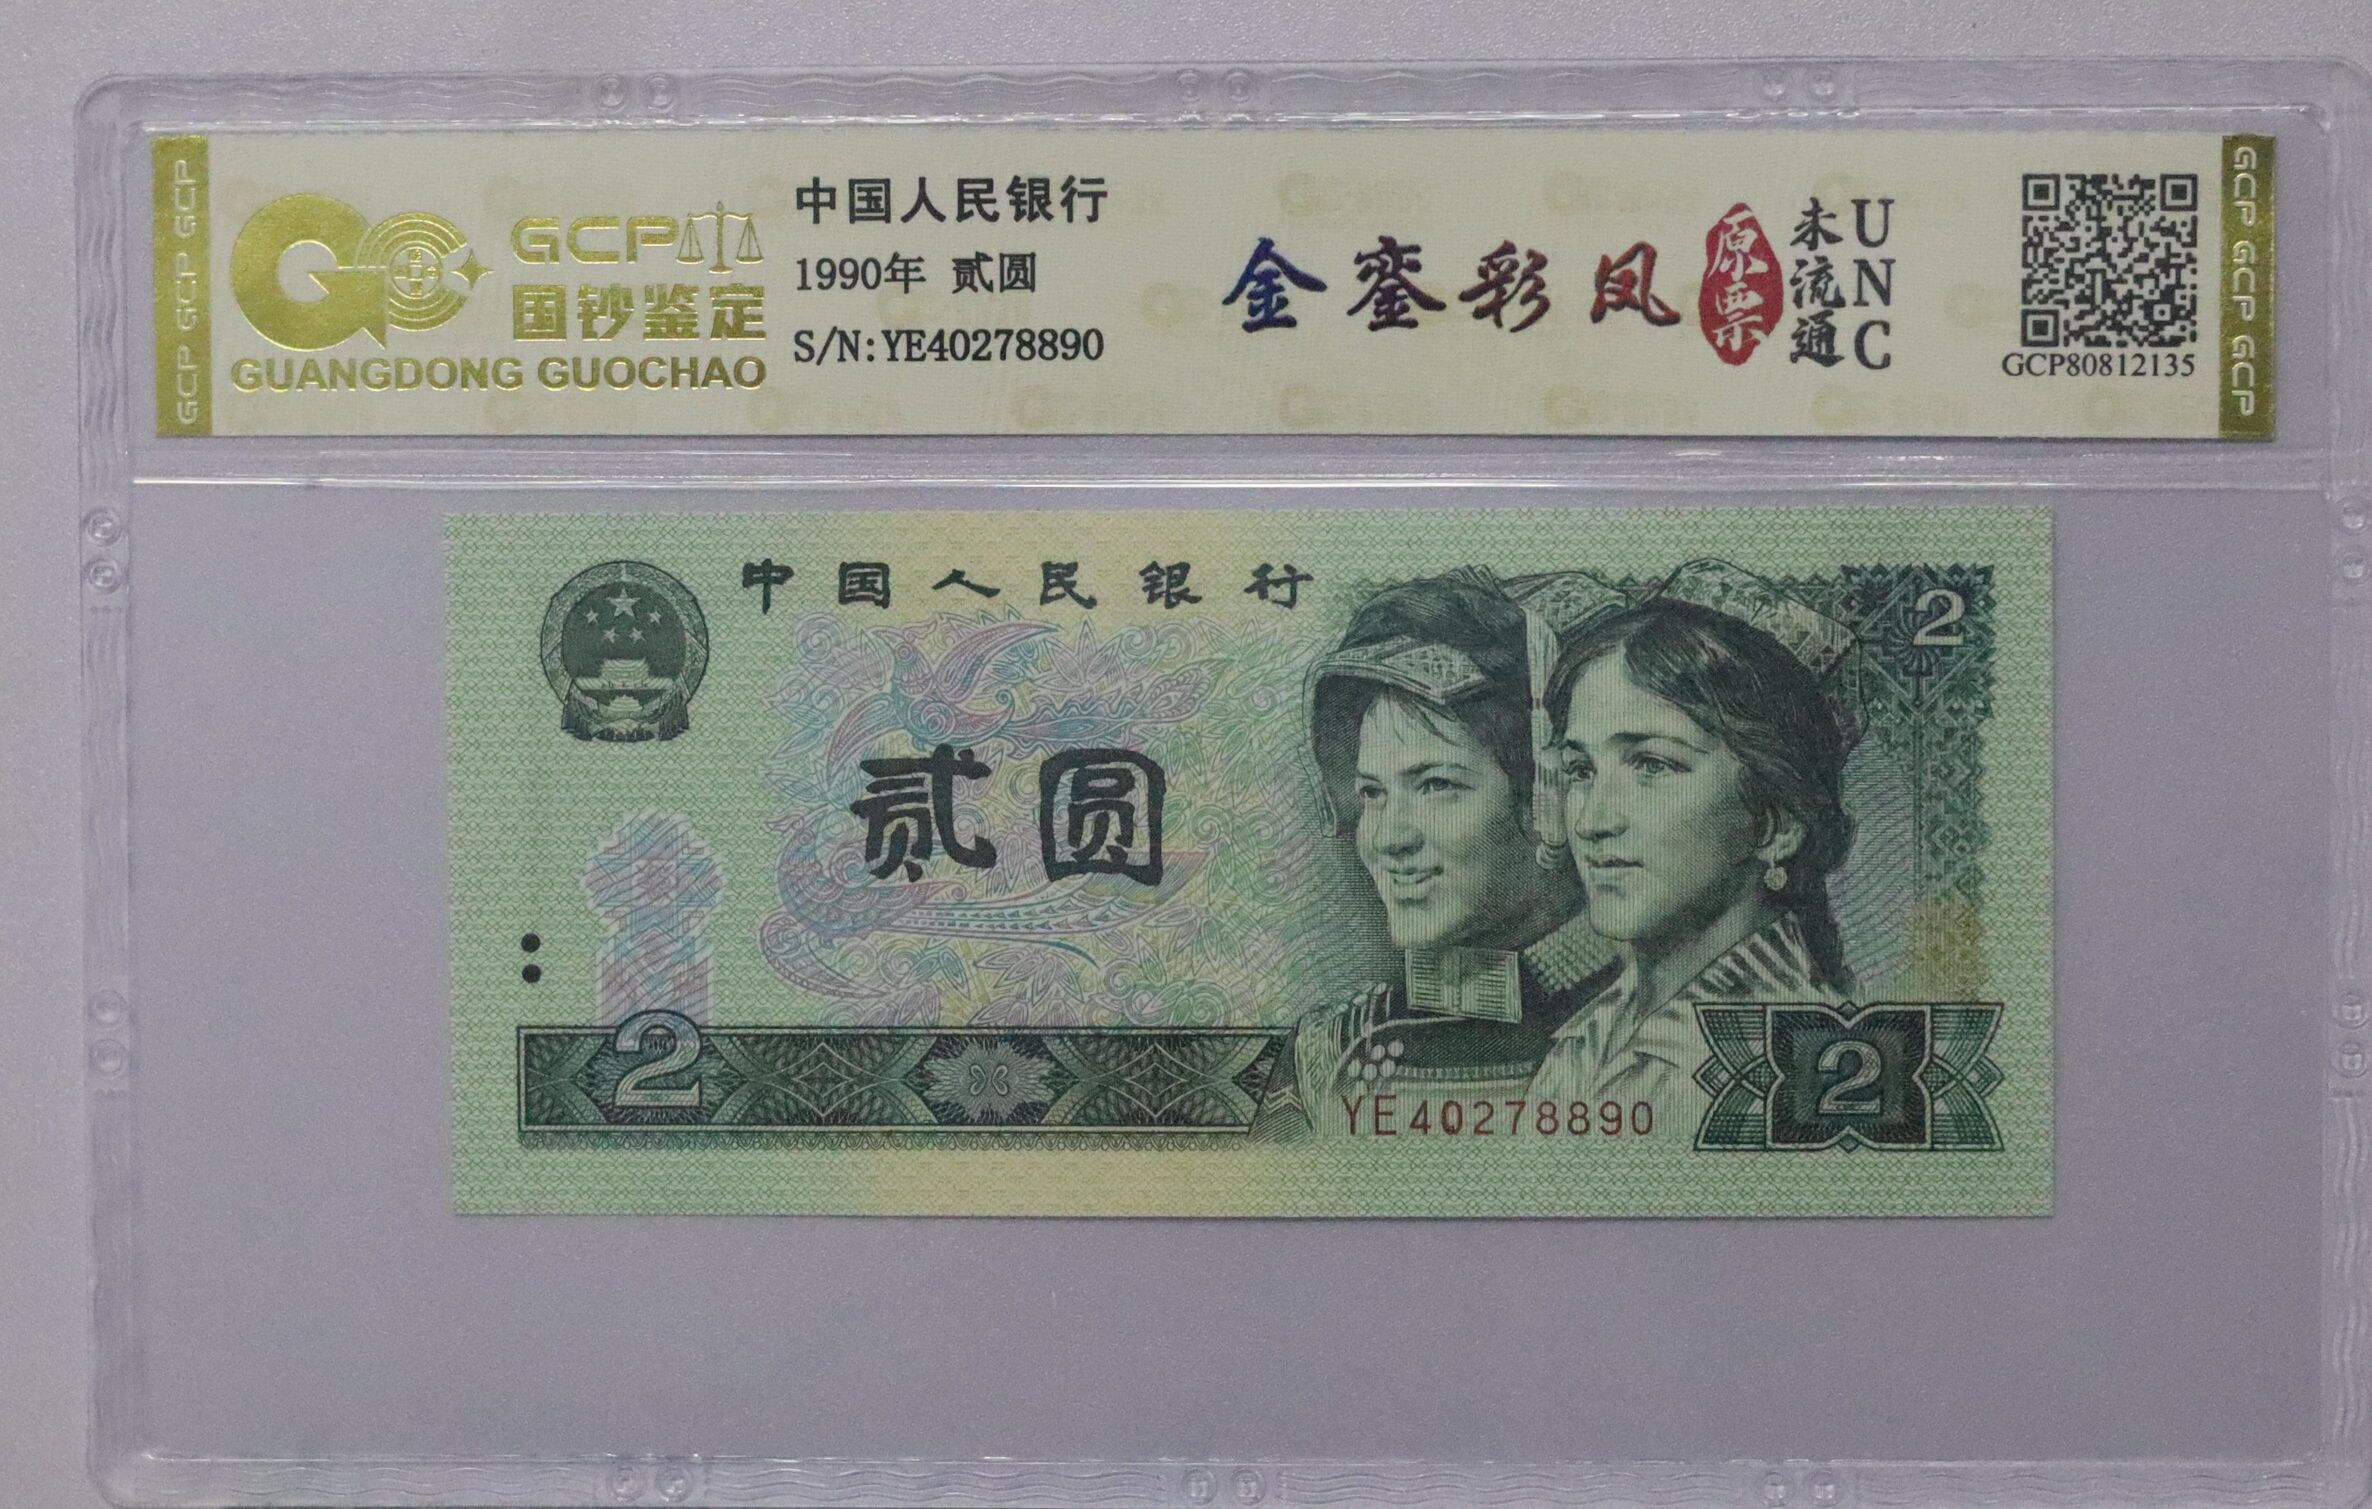 GCP GCP GCP
GCP
国钞鉴定
GUANGDONG GUOCHAO
中国人民银行
1990年 贰圆
S/N:YE40278890
金銮彩凤
原票
未流通
UNC
GCP80812135
GCP GCP GCP
中国人民银行
2
贰圆
2
YE40278890
2